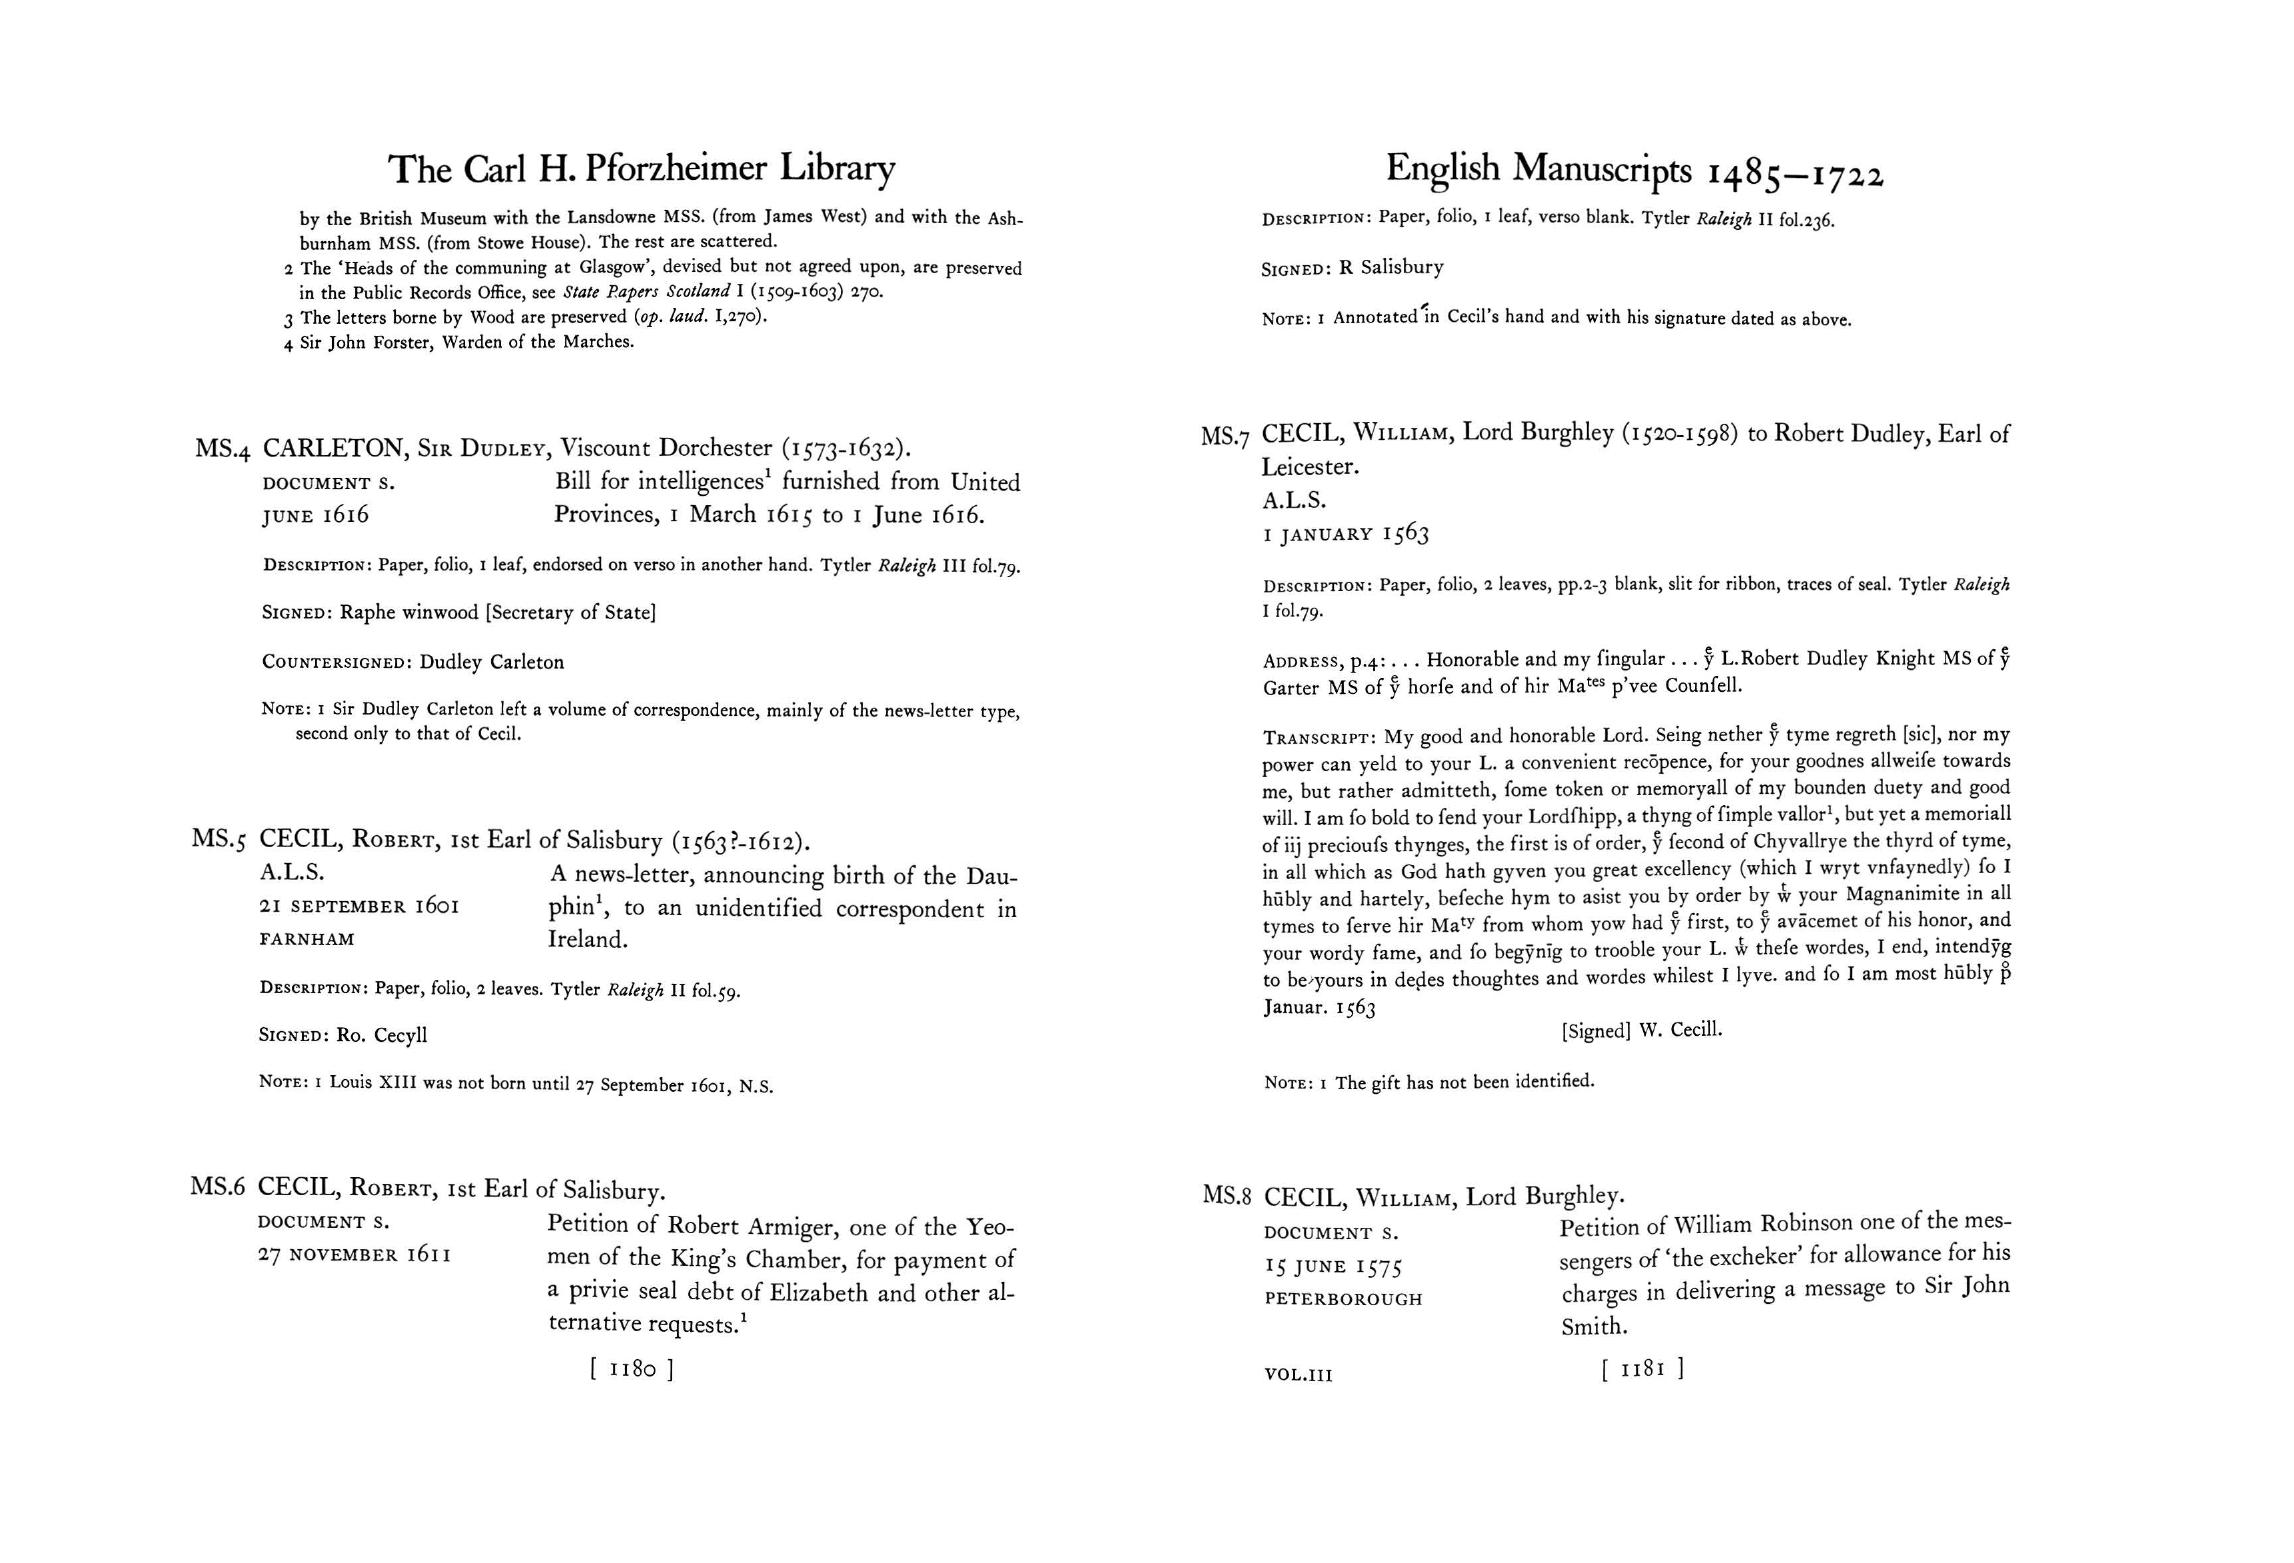 The Carl H. Pforzheimer Library
by the British Museum with the Lansdowne MSS. (from James West) and with the Ash-
burnham MSS. (from Stowe House). The rest are scattered.
2 The ‘Heads of the communing at Glasgow’, devised but not agreed upon, are preserved
in the Public Records Office, see State Papers Scotland I (1509-1603) 270.
3 The letters borne by Wood are preserved (op. laud. I,270).
4 Sir John Forster, Warden of the Marches.
MS.4 CARLETON, SIR DUDLEY, Viscount Dorchester (1573-1632).
DOCUMENT S. Bill for intelligences¹ furnished from United
JUNE 1616 Provinces, 1 March 1615 to 1 June 1616.
DESCRIPTION: Paper, folio, 1 leaf, endorsed on verso in another hand. Tytler Raleigh III fol.79.
SIGNED: Raphe winwood [Secretary of State]
COUNTERSIGNED: Dudley Carleton
NOTE: 1 Sir Dudley Carleton left a volume of correspondence, mainly of the news-letter type,
second only to that of Cecil.
MS.5 CECIL, ROBERT, 1st Earl of Salisbury (1563?-1612).
A.L.S. A news-letter, announcing birth of the Dau-
21 SEPTEMBER 1601 phin¹, to an unidentified correspondent in
FARNHAM Ireland.
DESCRIPTION: Paper, folio, 2 leaves. Tytler Raleigh II fol.59.
SIGNED: Ro. Cecyll
NOTE: 1 Louis XIII was not born until 27 September 1601, N.S.
MS.6 CECIL, ROBERT, 1st Earl of Salisbury.
DOCUMENT S. Petition of Robert Armiger, one of the Yeo-
27 NOVEMBER 1611 men of the King’s Chamber, for payment of
a privie seal debt of Elizabeth and other al-
ternative requests.¹
[ 1180 ]
English Manuscripts 1485—1722
DESCRIPTION: Paper, folio, 1 leaf, verso blank. Tytler Raleigh II fol.236.
SIGNED: R Salisbury
NOTE: 1 Annotated in Cecil’s hand and with his signature dated as above.
MS.7 CECIL, WILLIAM, Lord Burghley (1520-1598) to Robert Dudley, Earl of
Leicester.
A.L.S.
1 JANUARY 1563
DESCRIPTION: Paper, folio, 2 leaves, pp.2-3 blank, slit for ribbon, traces of seal. Tytler Raleigh
I fol.79.
ADDRESS, p.4: . . . Honorable and my ſingular . . . yͤ L.Robert Dudley Knight MS of yͤ
Garter MS of yͤ horſe and of hir Maᵗᵉˢ p’vee Counſell.
TRANSCRIPT: My good and honorable Lord. Seing nether yͤ tyme regreth [sic], nor my
power can yeld to your L. a convenient recōpence, for your goodnes allweiſe towards
me, but rather admitteth, ſome token or memoryall of my bounden duety and good
will. I am ſo bold to ſend your Lordſhipp, a thyng of ſimple vallor¹, but yet a memoriall
of iij preciouſs thynges, the first is of order, yͤ ſecond of Chyvallrye the thyrd of tyme,
in all which as God hath gyven you great excellency (which I wryt vnfaynedly) ſo I
hūbly and hartely, beſeche hym to asist you by order by wͭ your Magnanimite in all
tymes to ſerve hir Maᵗʸ from whom yow had yͤ first, to yͤ avācemet of his honor, and
your wordy fame, and ſo begȳnīg to trooble your L. wͭ theſe wordes, I end, intendȳg
to be yours in dedes thoughtes and wordes whilest I lyve. and ſo I am most hūbly p̊
Januar. 1563
[Signed] W. Cecill.
NOTE: 1 The gift has not been identified.
MS.8 CECIL, WILLIAM, Lord Burghley.
DOCUMENT S. Petition of William Robinson one of the mes-
15 JUNE 1575 sengers of ‘the excheker’ for allowance for his
PETERBOROUGH charges in delivering a message to Sir John
Smith.
VOL.III [ 1181 ]